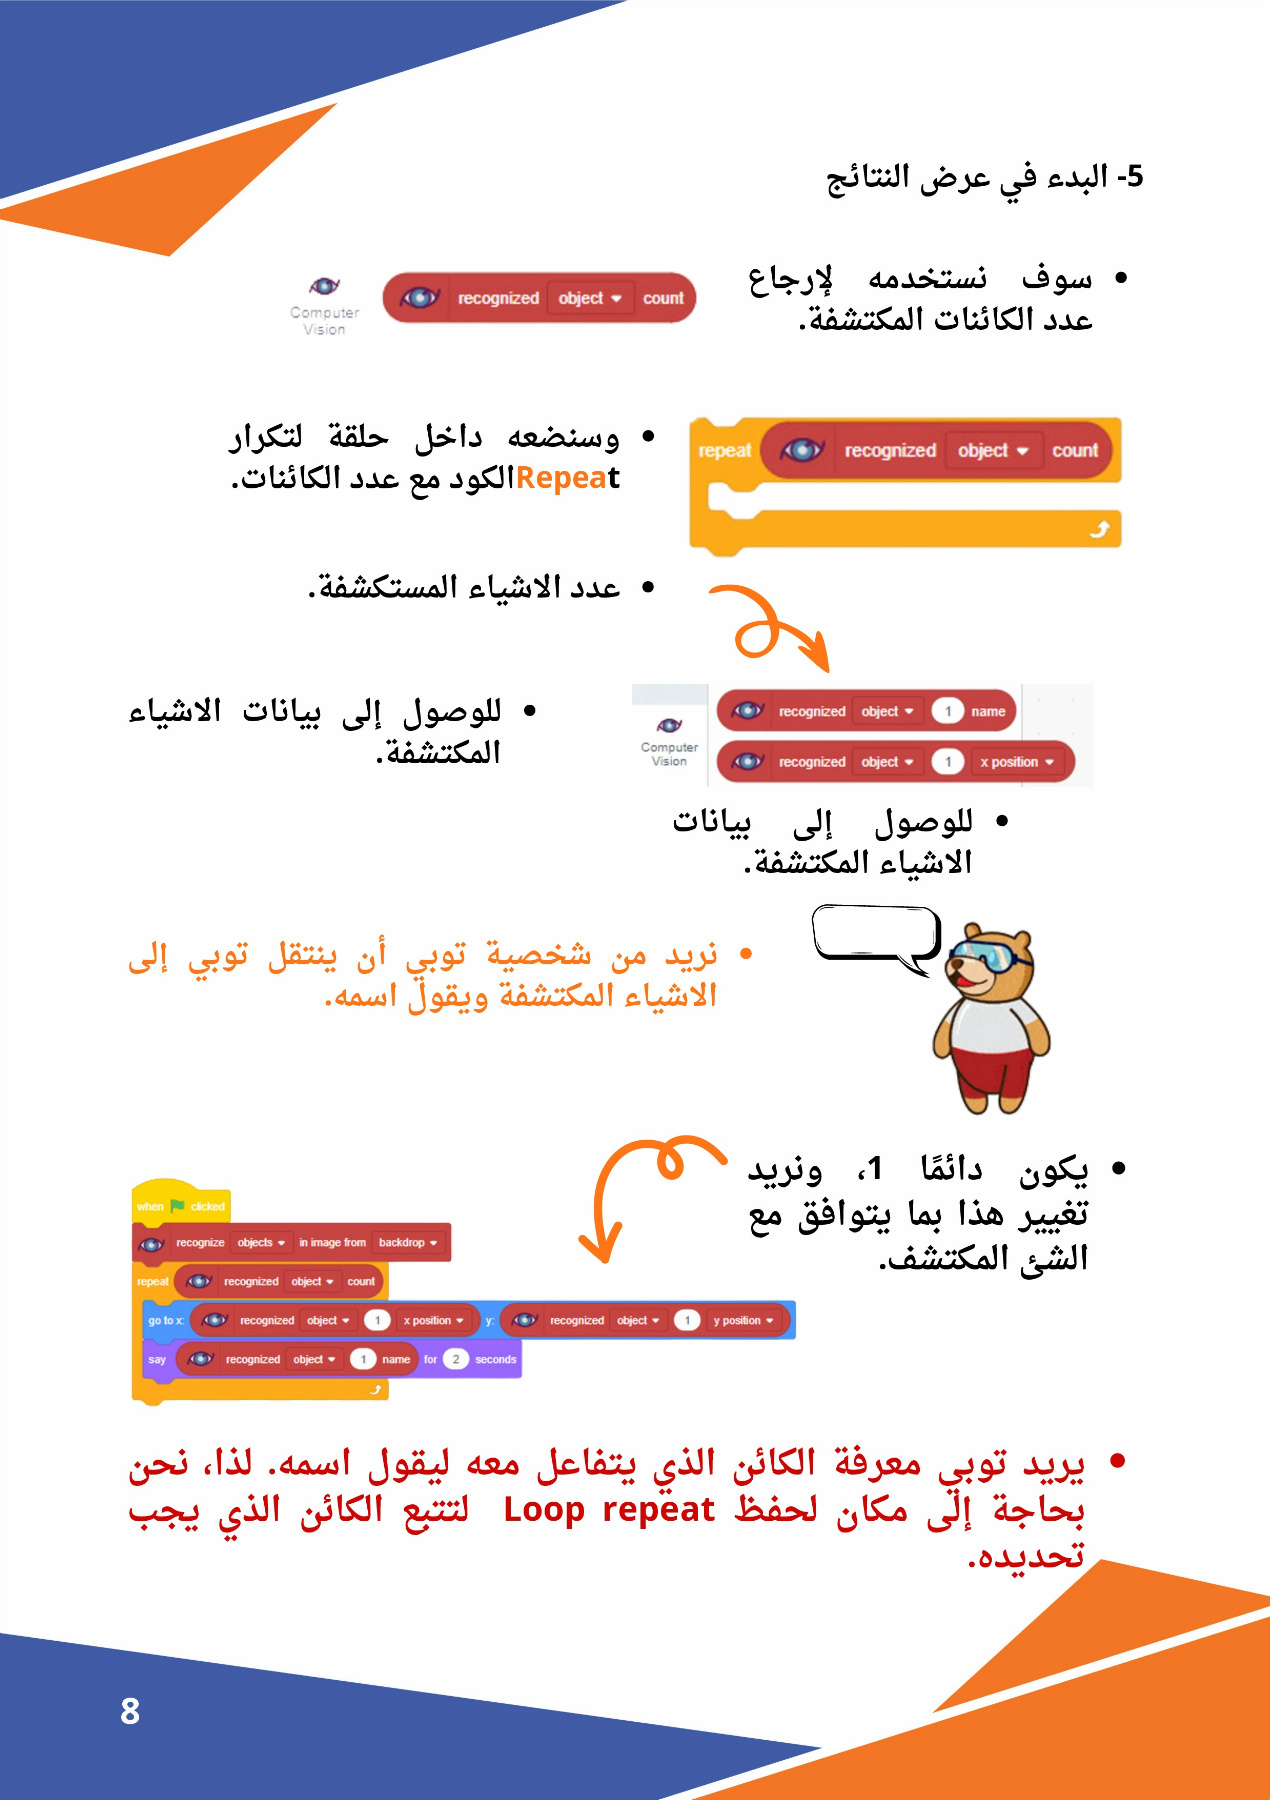 5- البدء في عرض النتائج
سوف نستخدمه لإرجاع
عدد الكائنات المكتشفة.
Computer
Vision
recognized object count
وسنضعه داخل حلقة لتكرار
Repeatالكود مع عدد الكائنات.
repeat recognized object count
عدد الاشياء المستكشفة.
للوصول إلى بيانات الاشياء
المكتشفة.
Computer
Vision
recognized object 1 name
recognized object 1 x position
للوصول إلى بيانات
الاشياء المكتشفة.
نريد من شخصية توبي أن ينتقل توبي إلى
الاشياء المكتشفة ويقول اسمه.
يكون دائمًا 1، ونريد
تغيير هذا بما يتوافق مع
الشئ المكتشف.
when clicked
recognize objects in image from backdrop
repeat recognized object count
go to x: recognized object 1 x position y: recognized object 1 y position
say recognized object 1 name for 2 seconds
يريد توبي معرفة الكائن الذي يتفاعل معه ليقول اسمه. لذا، نحن
بحاجة إلى مكان لحفظ Loop repeat لتتبع الكائن الذي يجب
تحديده.
8